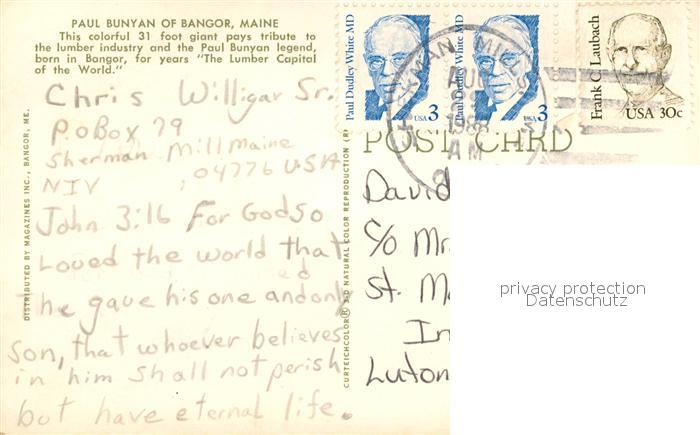 PAUL BUNYAN OF BANGOR, MAINE
This colorful 31 foot giant pays tribute to
the lumber industry and the Paul Bunyan legend,
born in Bangor, for years "The Lumber Capital
of the World."
Chris Willigar Sr.
P.O Box 79
Sherman Mill Maine
NIV , 04776 USA
John 3:16 For God so
Loved the world that
he gave his one and only
son, that whoever believes
in him shall not perish
but have eternal life.
DISTRIBUTED BY MAGAZINES INC., BANGOR, ME.
CURTEICHCOLOR® 3-D NATURAL COLOR REPRODUCTION
Paul Dudley White MD
USA 3
Paul Dudley White MD
USA 3
Frank C. Laubach
USA 30c
MILLS
1988
AM
POST CARD
David
c/o Mr
St. M
In
Luton
privacy protection
Datenschutz